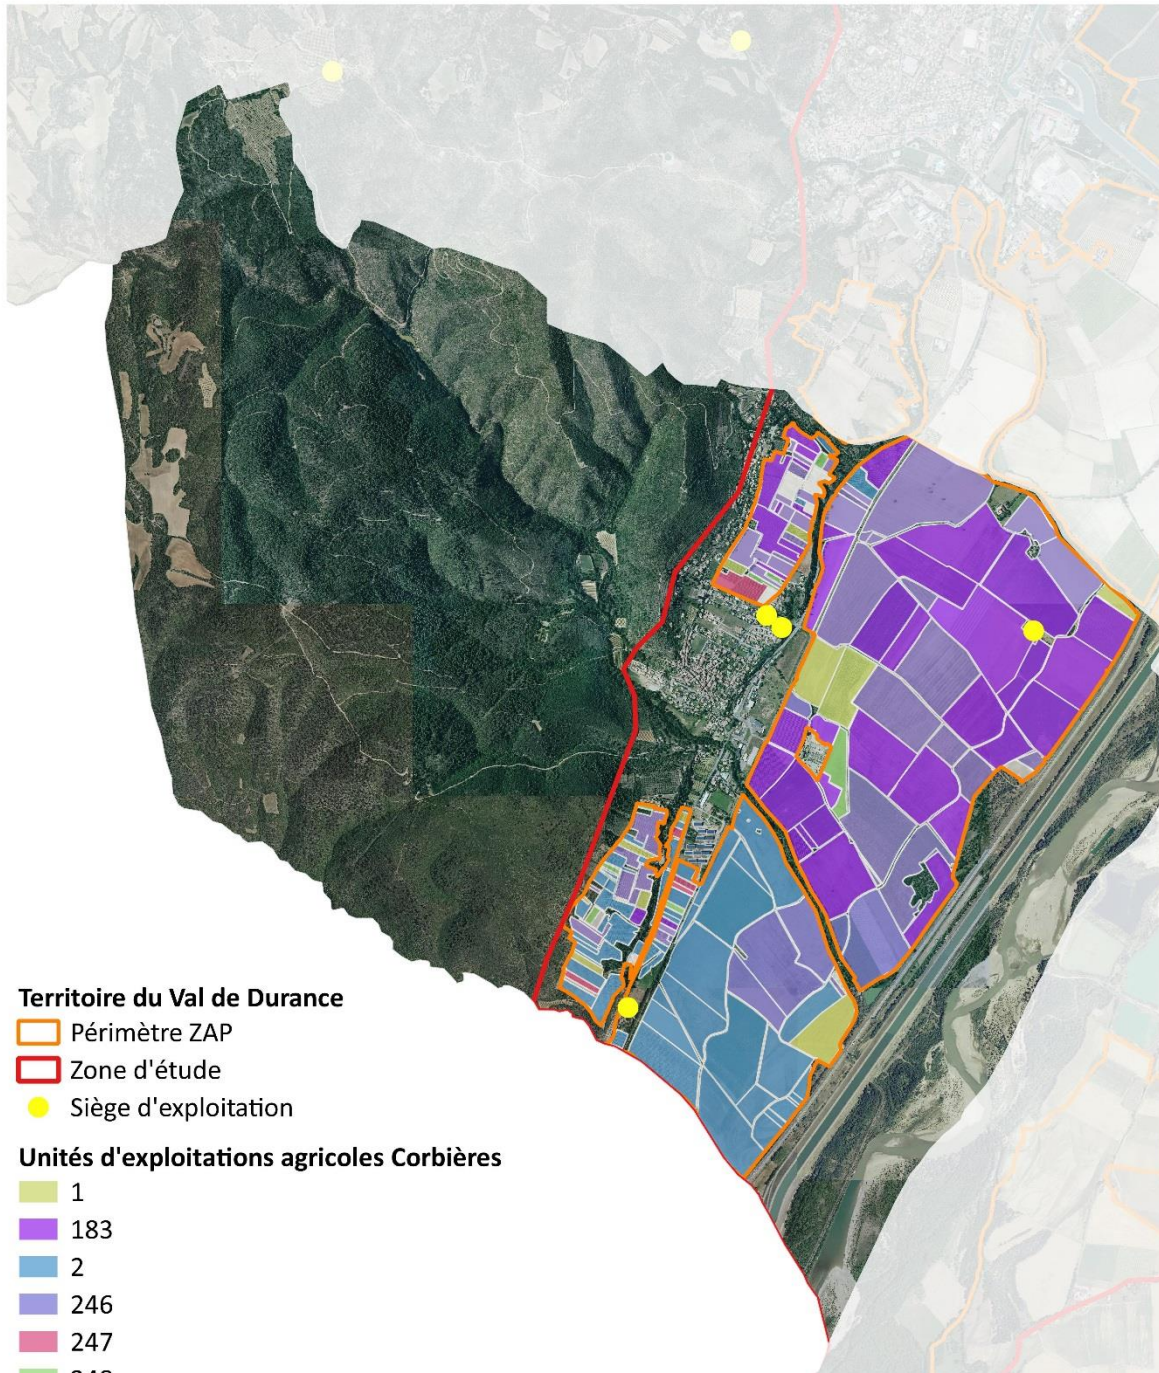 Territoire du Val de Durance
Périmètre ZAP
Zone d'étude
Siège d'exploitation
Unités d'exploitations agricoles Corbières
1
183
2
246
247